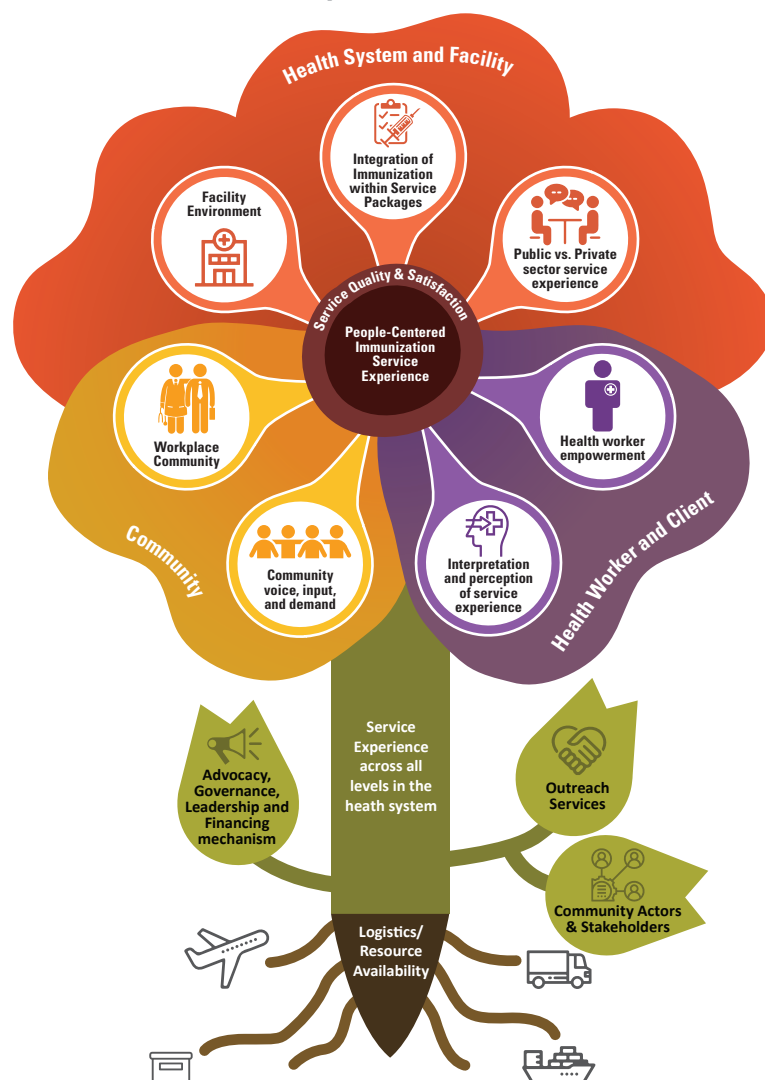 Health System and Facility
Integration of
Immunization
within Service
Packages
Facility
Environment
Public vs. Private
sector service
experience
Service Quality & Satisfaction
People-Centered
Immunization
Service
Experience
Workplace
Community
Health worker
empowerment
Community
Community
voice, input,
and demand
Interpretation
and perception
of service
experience
Health Worker and Client
Service
Experience
across all
levels in the
heath system
Advocacy,
Governance,
Leadership and
Financing
mechanism
Outreach
Services
Community Actors
& Stakeholders
Logistics/
Resource
Availability